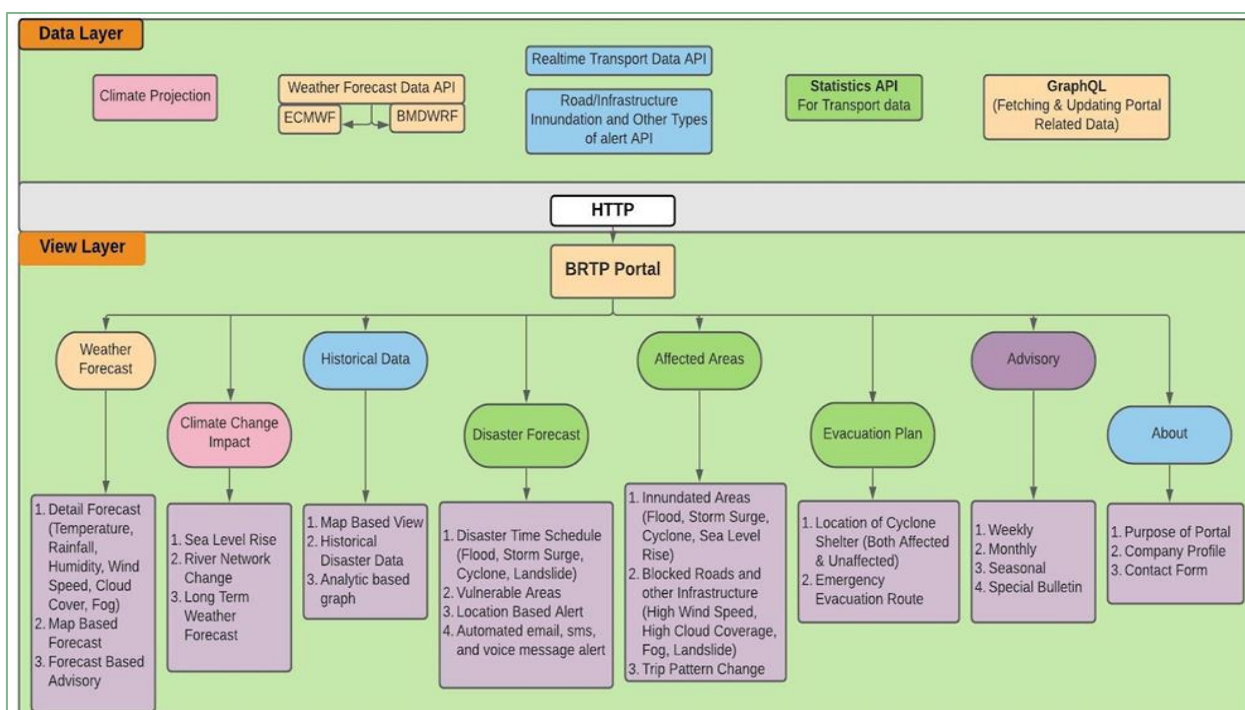 Data Layer
Climate Projection
Weather Forecast Data API
ECMWF
BMDWRF
Realtime Transport Data API
Road/Infrastructure
Innundation and Other Types
of alert API
Statistics API
For Transport data
GraphQL
(Fetching & Updating Portal
Related Data)
HTTP
View Layer
BRTP Portal
Weather
Forecast
Climate Change
Impact
Historical Data
Disaster Forecast
Affected Areas
Evacuation Plan
Advisory
About
1. Detail Forecast
(Temperature,
Rainfall,
Humidity, Wind
Speed, Cloud
Cover, Fog)
2. Map Based
Forecast
3. Forecast Based
Advisory
1. Sea Level Rise
2. River Network
Change
3. Long Term
Weather
Forecast
1. Map Based View
2. Historical
Disaster Data
3. Analytic based
graph
1. Disaster Time Schedule
(Flood, Storm Surge,
Cyclone, Landslide)
2. Vulnerable Areas
3. Location Based Alert
4. Automated email, sms,
and voice message alert
1. Innundated Areas
(Flood, Storm Surge,
Cyclone, Sea Level
Rise)
2. Blocked Roads and
other Infrastructure
(High Wind Speed,
High Cloud Coverage,
Fog, Landslide)
3. Trip Pattern Change
1. Location of Cyclone
Shelter (Both Affected
& Unaffected)
2. Emergency
Evacuation Route
1. Weekly
2. Monthly
3. Seasonal
4. Special Bulletin
1. Purpose of Portal
2. Company Profile
3. Contact Form